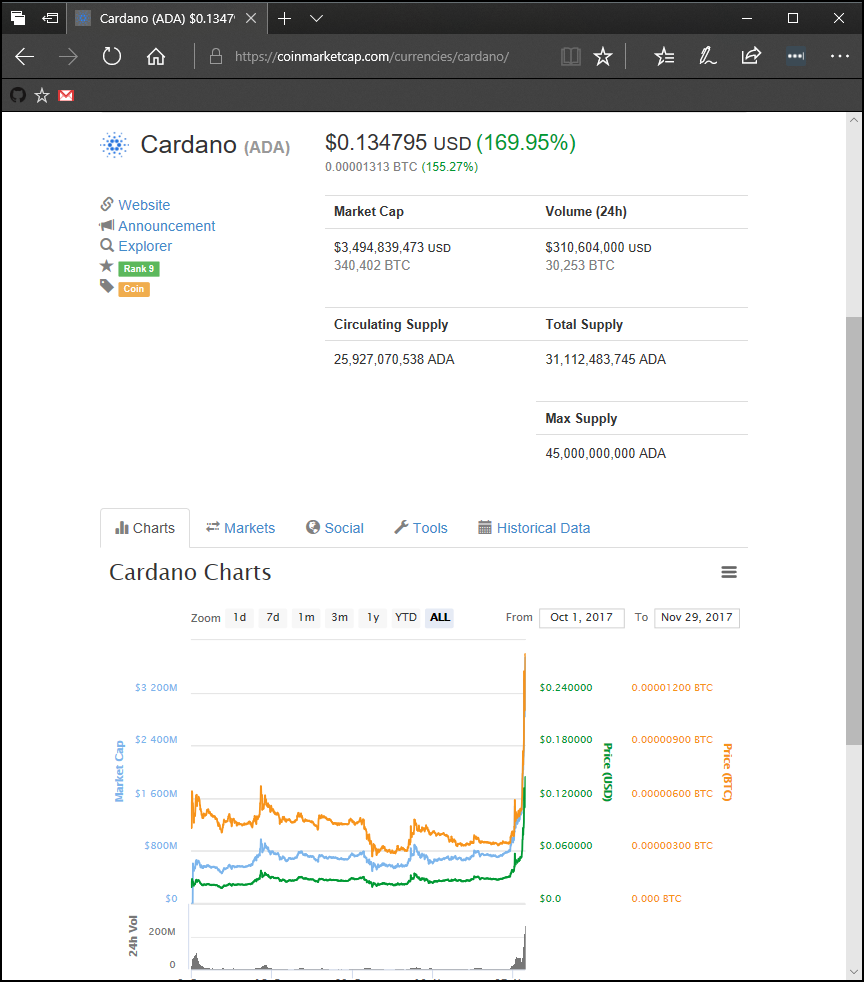 Cardano (ADA) $0.1347
https://coinmarketcap.com/currencies/cardano/
Cardano (ADA)
$0.134795 USD (169.95%)
0.00001313 BTC (155.27%)
Website
Announcement
Explorer
Rank 9
Coin
Market Cap Volume (24h)
$3,494,839,473 USD $310,604,000 USD
340,402 BTC 30,253 BTC
Circulating Supply Total Supply
25,927,070,538 ADA 31,112,483,745 ADA
Max Supply
45,000,000,000 ADA
Charts Markets Social Tools Historical Data
Cardano Charts
Zoom 1d 7d 1m 3m 1y YTD ALL From Oct 1, 2017 To Nov 29, 2017
$3 200M $0.240000 0.00001200 BTC
$2 400M $0.180000 0.00000900 BTC
Market Cap Price (USD) Price (BTC)
$1 600M $0.120000 0.00000600 BTC
$800M $0.060000 0.00000300 BTC
$0 $0.0 0.000 BTC
24h Vol
200M
0